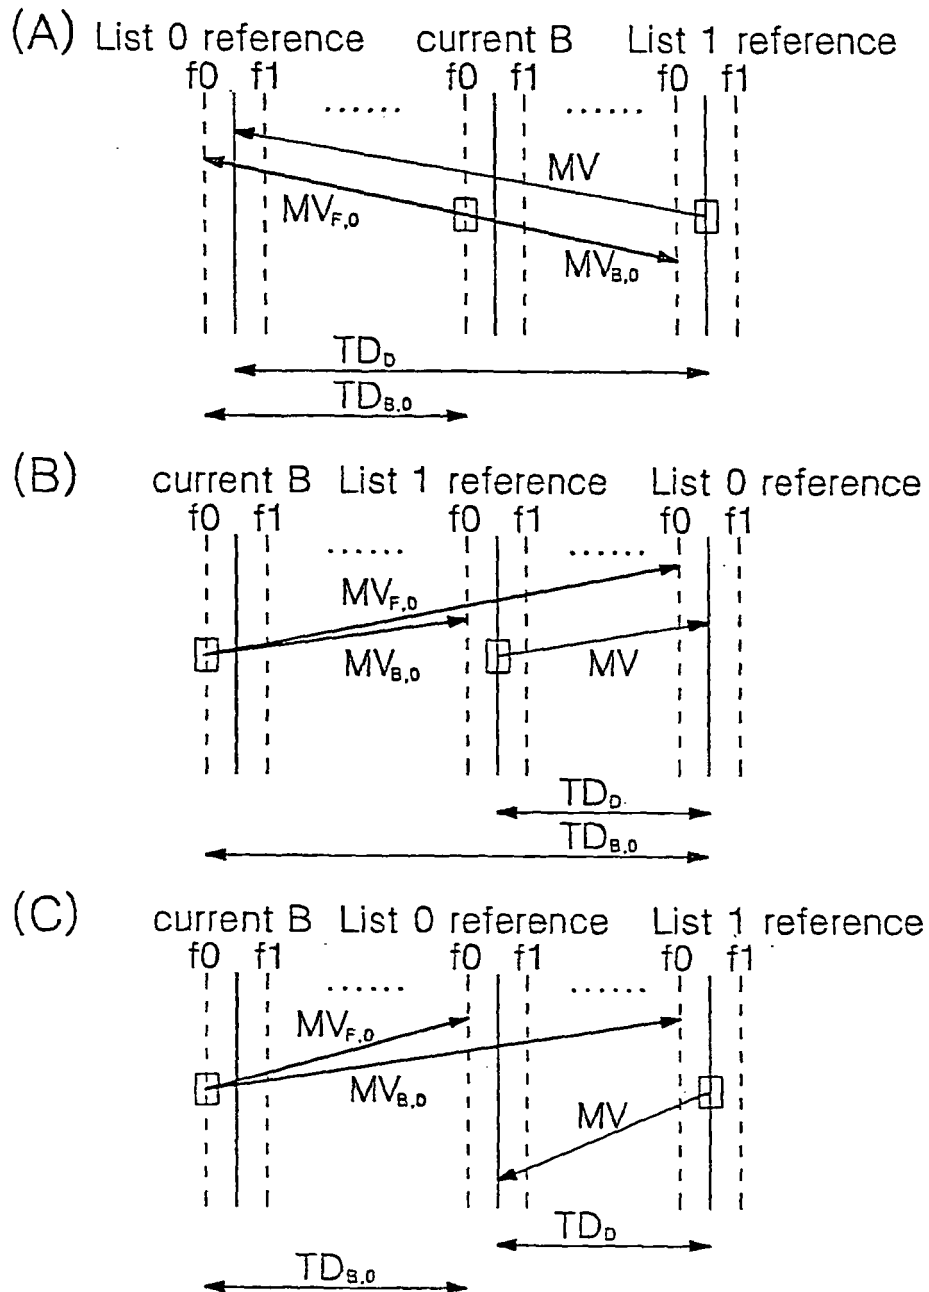 (A) List 0 reference current B List 1 reference
f0 f1 ...... f0 f1 ...... f0 f1
MV
MVF,0
MVB,0
TDD
TDB,0
(B) current B List 1 reference List 0 reference
f0 f1 ...... f0 f1 ...... f0 f1
MVF,0
MVB,0 MV
TDD
TDB,0
(C) current B List 0 reference List 1 reference
f0 f1 ...... f0 f1 ...... f0 f1
MVF,0
MVB,0
MV
TDD
TDB,0